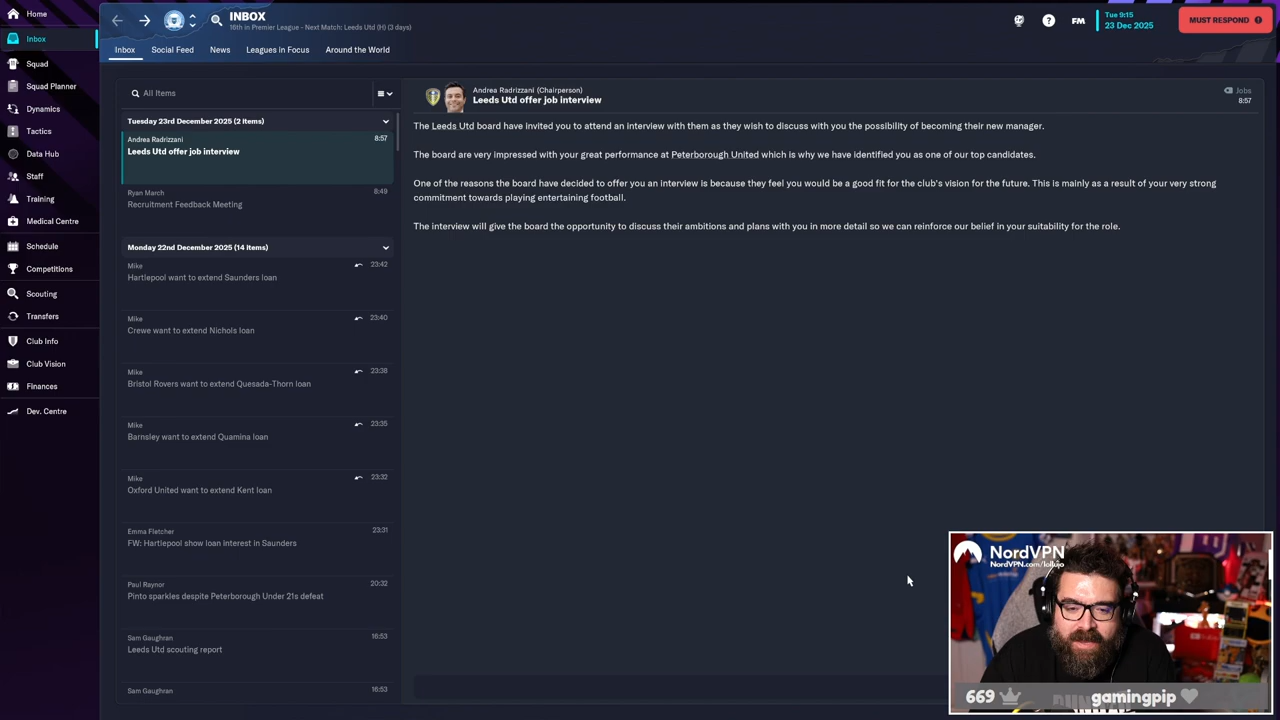 Home
Inbox
Squad
Squad Planner
Dynamics
Tactics
Data Hub
Staff
Training
Medical Centre
Schedule
Competitions
Scouting
Transfers
Club Info
Club Vision
Finances
Dev. Centre
INBOX
16th in Premier League - Next Match: Leeds Utd (H) (3 days)
FM
Tue 9:15
23 Dec 2025
MUST RESPOND
Inbox
Social Feed
News
Leagues in Focus
Around the World
All Items
Tuesday 23rd December 2025 (2 Items)
Andrea Radrizzani 8:57
Leeds Utd offer job interview
Ryan March 8:49
Recruitment Feedback Meeting
Monday 22nd December 2025 (14 items)
Mike 23:42
Hartlepool want to extend Saunders loan
Mike 23:40
Crewe want to extend Nichols loan
Mike 23:38
Bristol Rovers want to extend Quesada-Thorn loan
Mike 23:35
Barnsley want to extend Quamina loan
Mike 23:32
Oxford United want to extend Kent loan
Emma Fletcher 23:31
FW: Hartlepool show loan interest in Saunders
Paul Raynor 20:32
Pinto sparkles despite Peterborough Under 21s defeat
Sam Gaughran 16:53
Leeds Utd scouting report
Sam Gaughran 16:53
Andrea Radrizzani (Chairperson)
Leeds Utd offer job interview
Jobs
8:57
The Leeds Utd board have invited you to attend an interview with them as they wish to discuss with you the possibility of becoming their new manager.
The board are very impressed with your great performance at Peterborough United which is why we have identified you as one of our top candidates.
One of the reasons the board have decided to offer you an interview is because they feel you would be a good fit for the club's vision for the future. This is mainly as a result of your very strong
commitment towards playing entertaining football.
The interview will give the board the opportunity to discuss their ambitions and plans with you in more detail so we can reinforce our belief in your suitability for the role.
NordVPN
NordVPN.com/lollujo
669
gamingpip